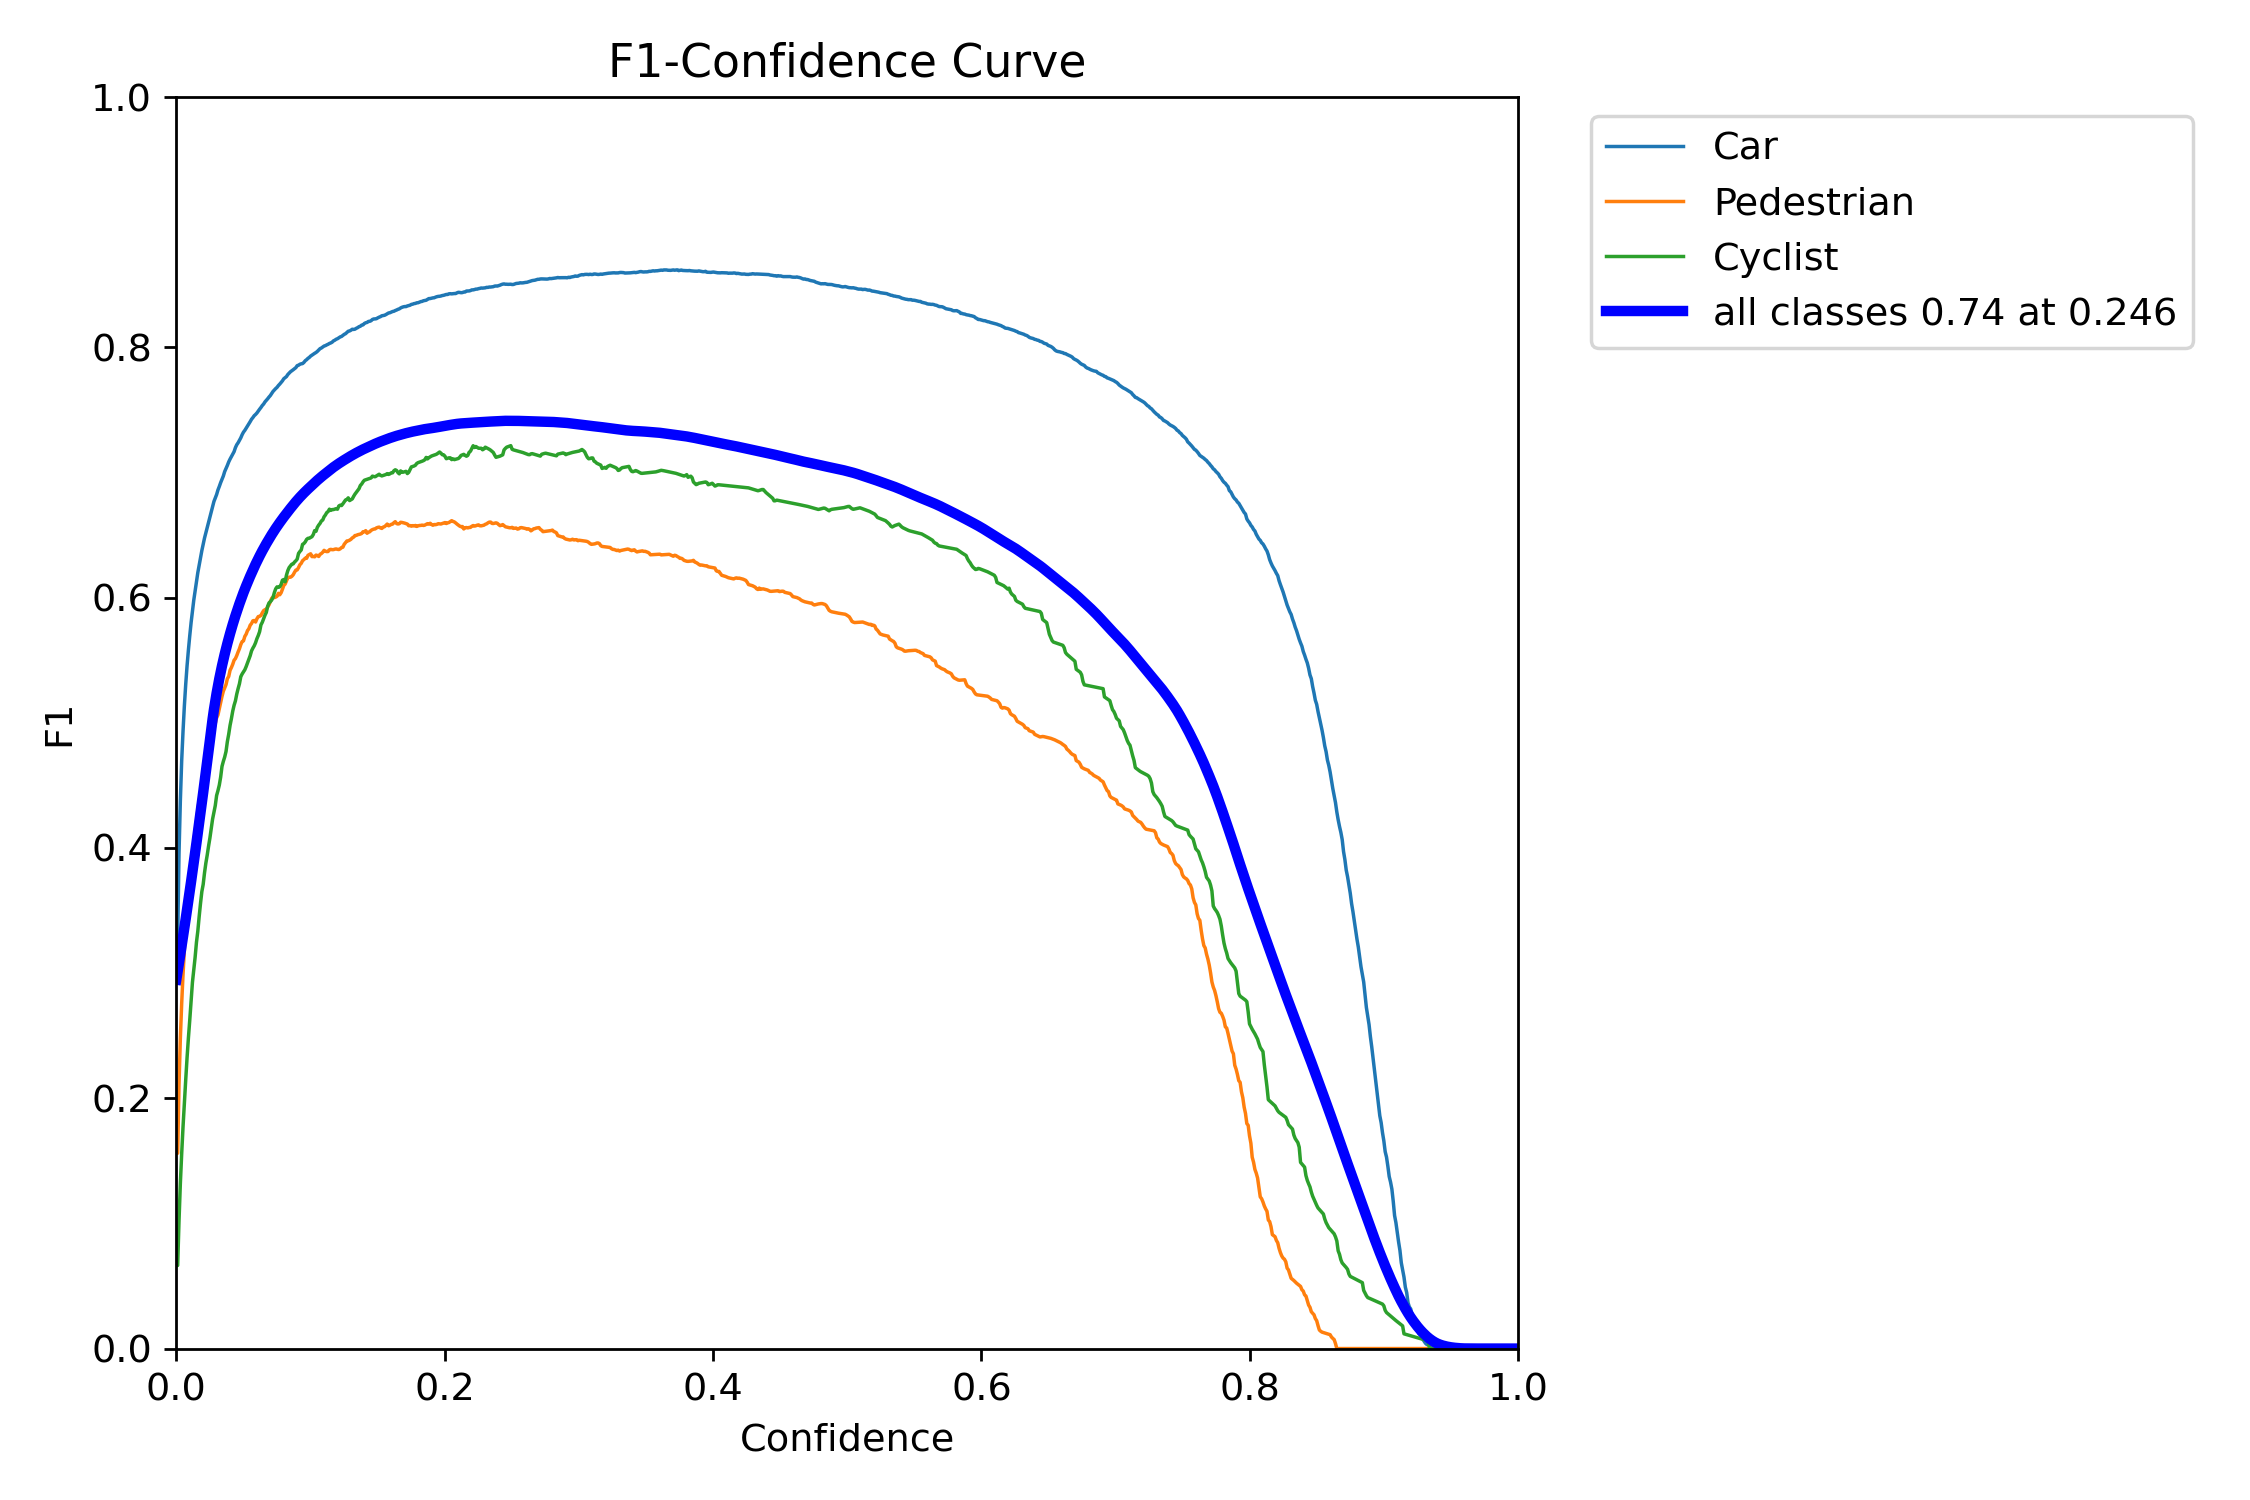 F1-Confidence Curve
1.0
0.8
0.6
0.4
0.2
0.0
F1
0.0 0.2 0.4 0.6 0.8 1.0
Confidence
Car
Pedestrian
Cyclist
all classes 0.74 at 0.246